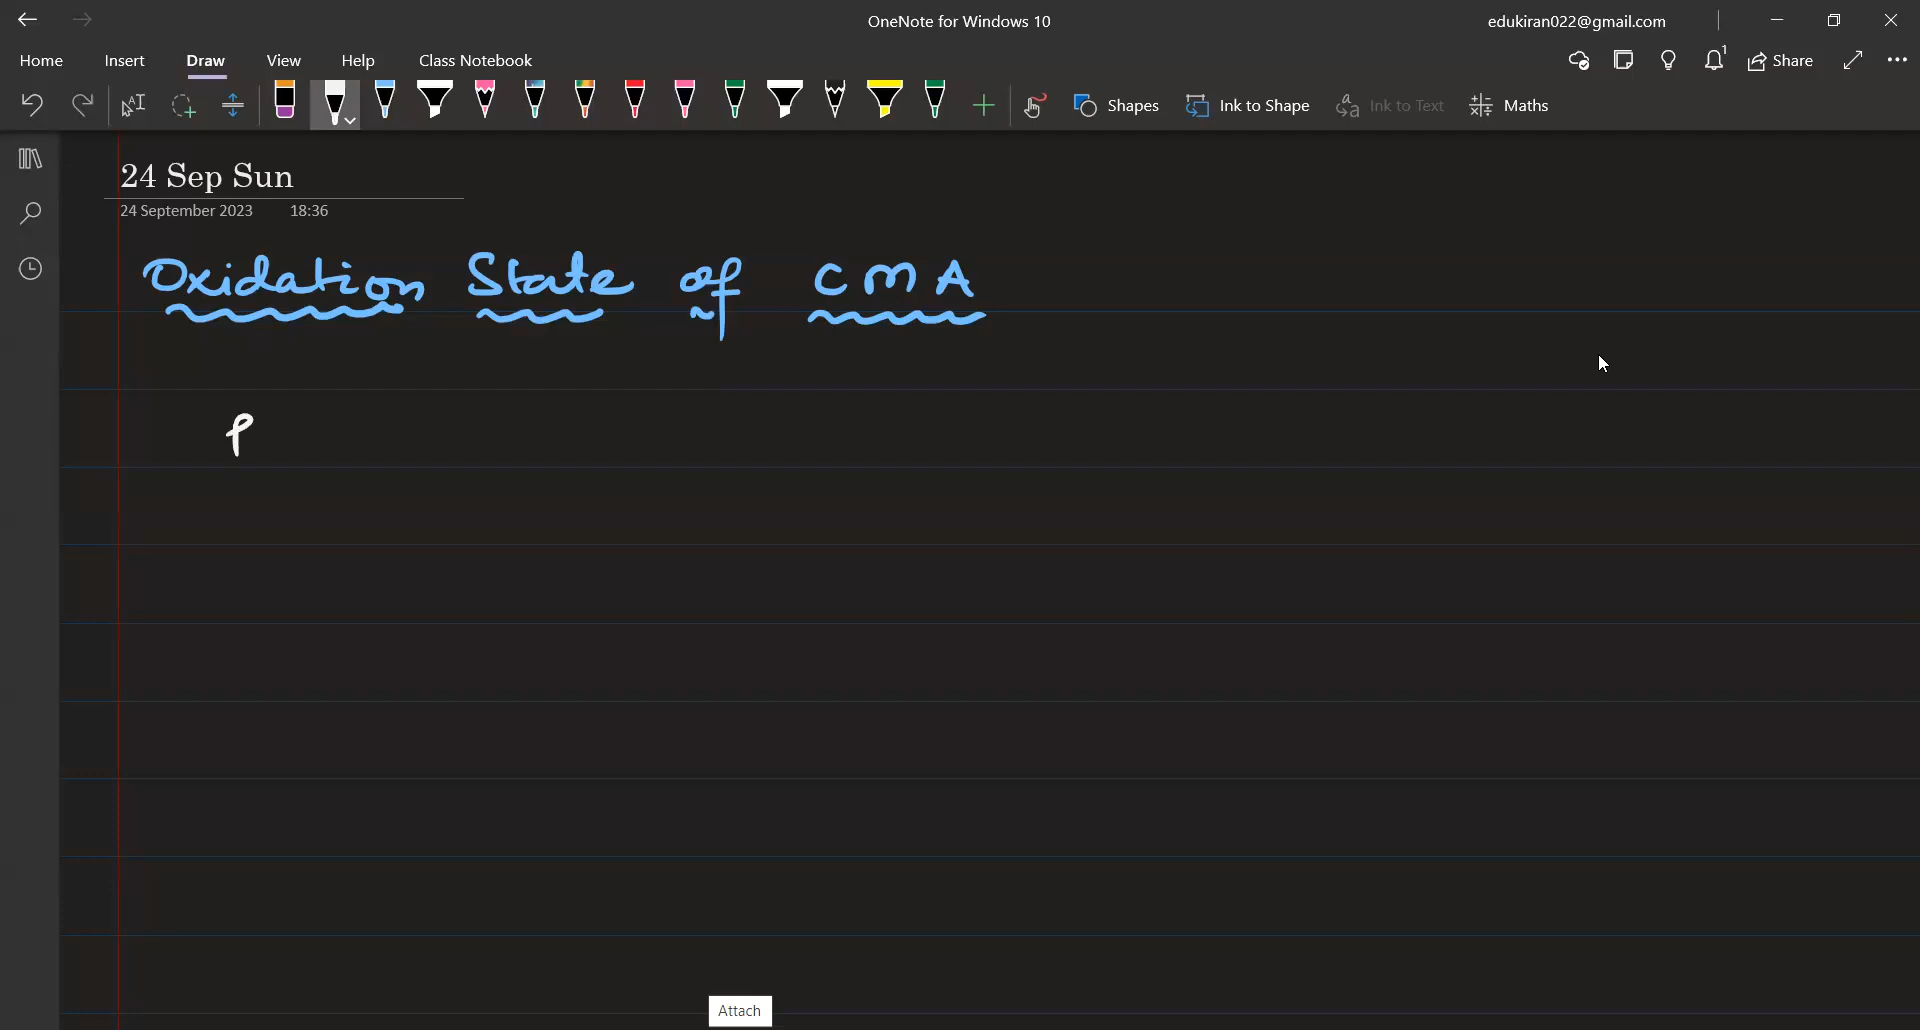 OneNote for Windows 10
edukiran022@gmail.com
Home Insert Draw View Help Class Notebook
1
Share
Shapes Ink to Shape Ink to Text Maths
24 Sep Sun
24 September 2023 18:36
Oxidation State of CMA
P
Attach